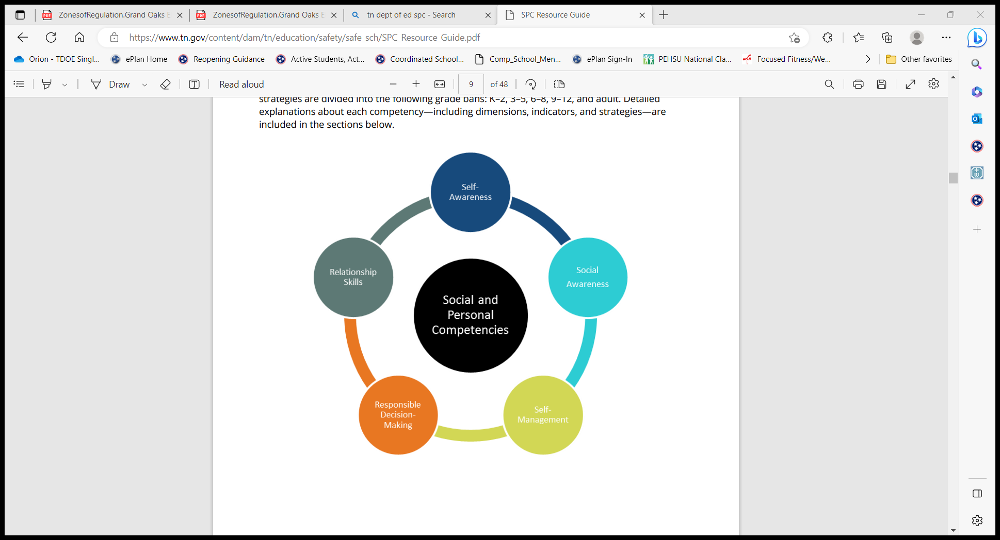 ZonesofRegulation.Grand Oaks E
ZonesofRegulation.Grand Oaks E
tn dept of ed spc - Search
SPC Resource Guide
https://www.tn.gov/content/dam/tn/education/safety/safe_sch/SPC_Resource_Guide.pdf
Orion - TDOE Singl...
ePlan Home
Reopening Guidance
Active Students, Act...
Coordinated School...
Comp_School_Men...
ePlan Sign-In
PEHSU National Cla...
Focused Fitness/We...
Other favorites
Draw
Read aloud
9
of 48
strategies are divided into the following grade bans: K–2, 3–5, 6–8, 9–12, and adult. Detailed
explanations about each competency—including dimensions, indicators, and strategies—are
included in the sections below.
Self-
Awareness
Relationship
Skills
Social
Awareness
Social and
Personal
Competencies
Responsible
Decision-
Making
Self-
Management